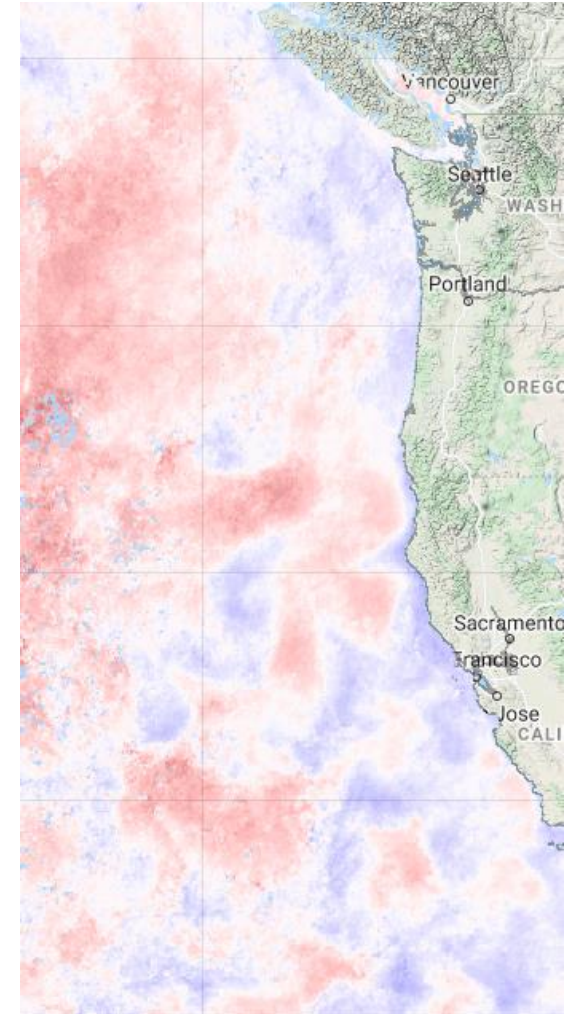 Vancouver
Seattle
WASH
Portland
OREGO
Sacramento
Francisco
Jose
CALI